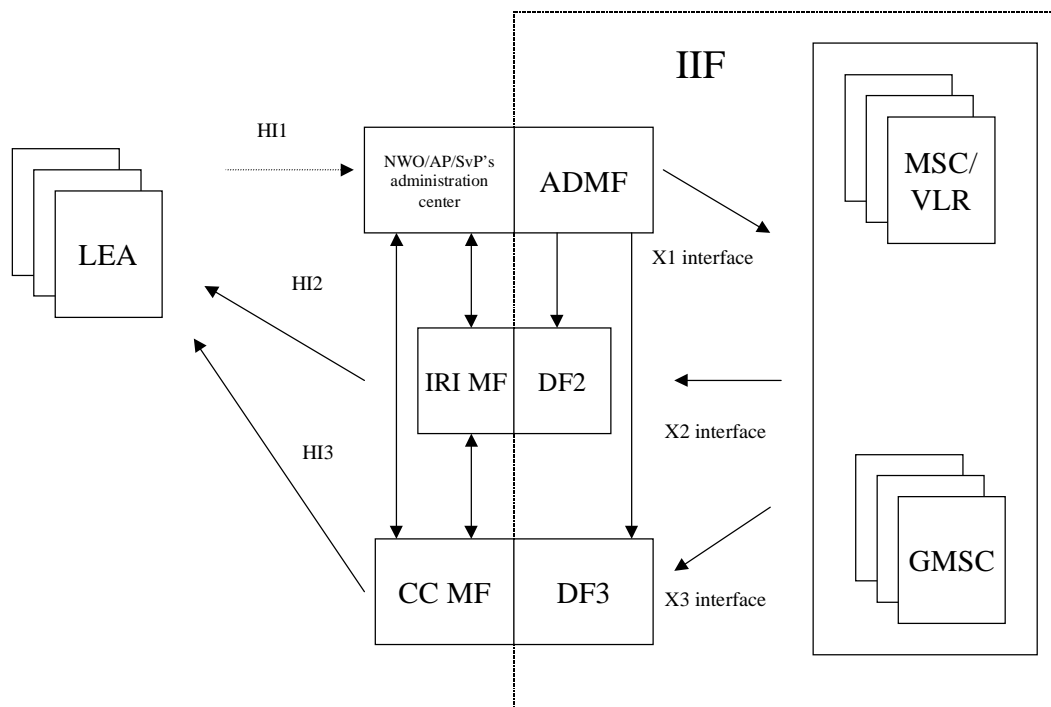 IIF
HI1
NWO/AP/SvP's
administration
center
ADMF
MSC/
VLR
LEA
X1 interface
HI2
IRI MF
DF2
X2 interface
HI3
GMSC
CC MF
DF3
X3 interface